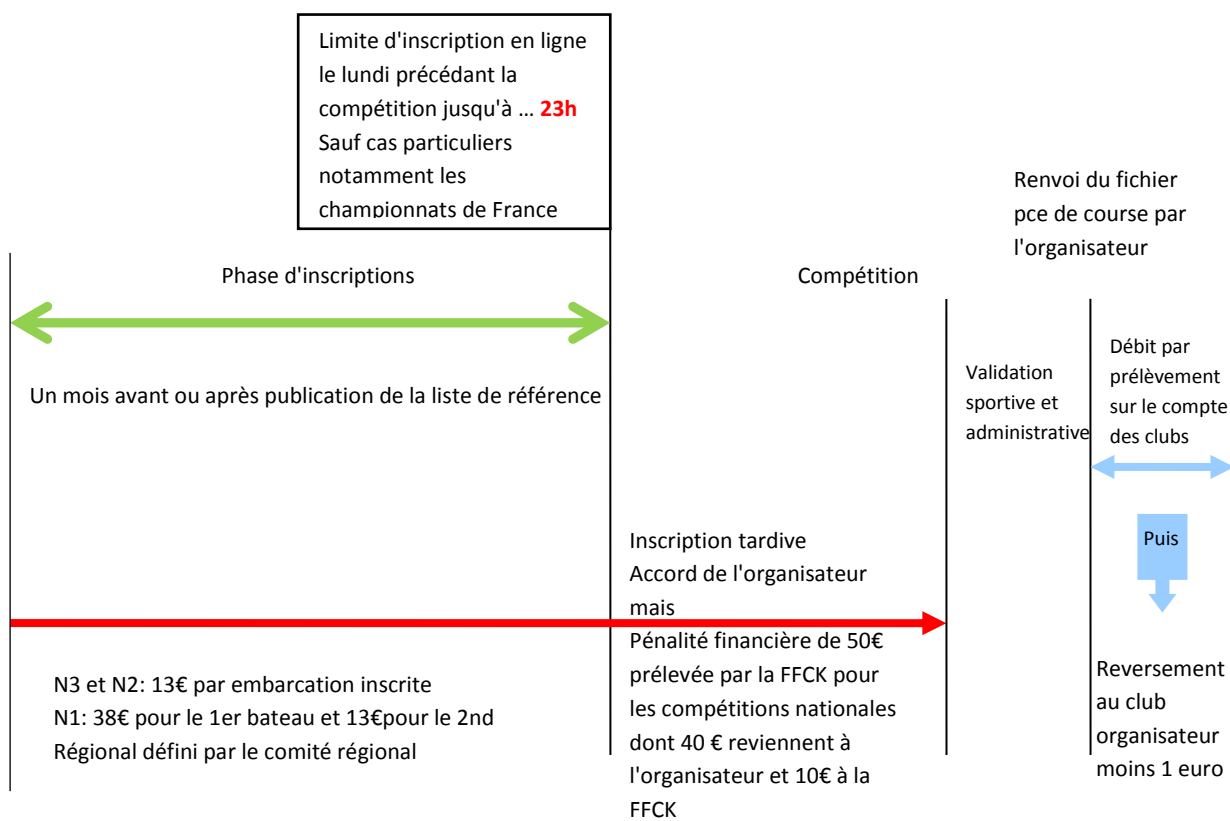 Limite d'inscription en ligne
le lundi précédant la
compétition jusqu'à ... 23h
Sauf cas particuliers
notamment les
championnats de France
Renvoi du fichier
pce de course par
l'organisateur
Phase d'inscriptions
Compétition
Un mois avant ou après publication de la liste de référence
Validation
sportive et
administrative
Débit par
prélèvement
sur le compte
des clubs
Puis
Inscription tardive
Accord de l'organisateur
mais
Pénalité financière de 50€
prélevée par la FFCK pour
les compétitions nationales
dont 40 € reviennent à
l'organisateur et 10€ à la
FFCK
N3 et N2: 13€ par embarcation inscrite
N1: 38€ pour le 1er bateau et 13€pour le 2nd
Régional défini par le comité régional
Reversement
au club
organisateur
moins 1 euro